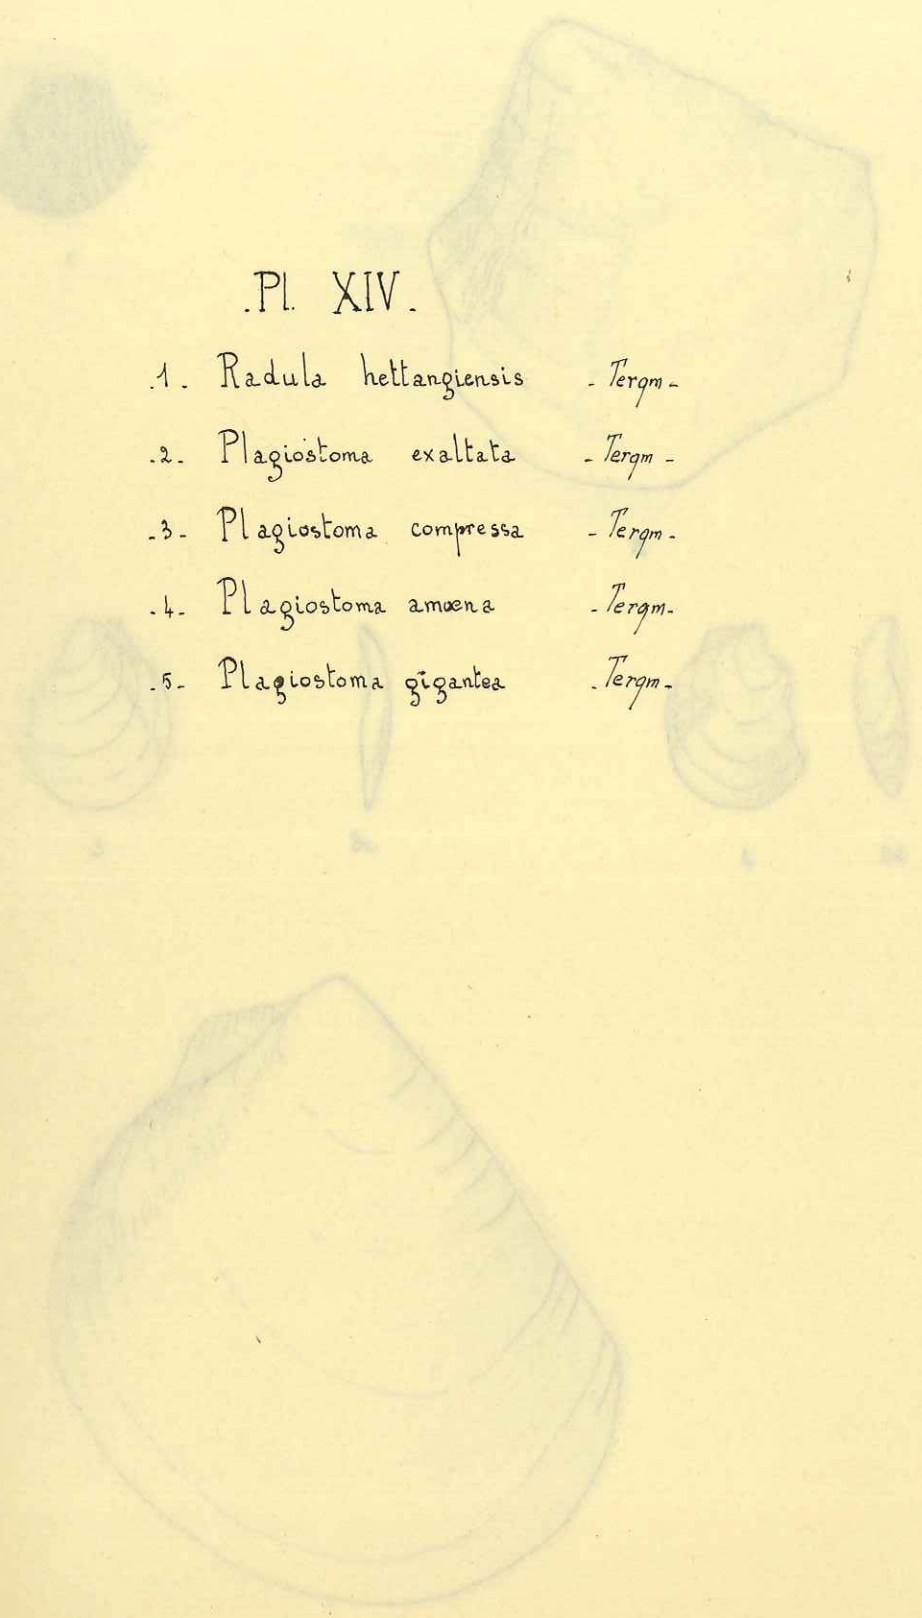 .Pl. XIV.
.1. Radula hettangiensis - Terqm -
.2. Plagiostoma exaltata - Terqm -
.3. Plagiostoma compressa - Terqm -
.4. Plagiostoma amœna - Terqm -
.5. Plagiostoma gigantea - Terqm -